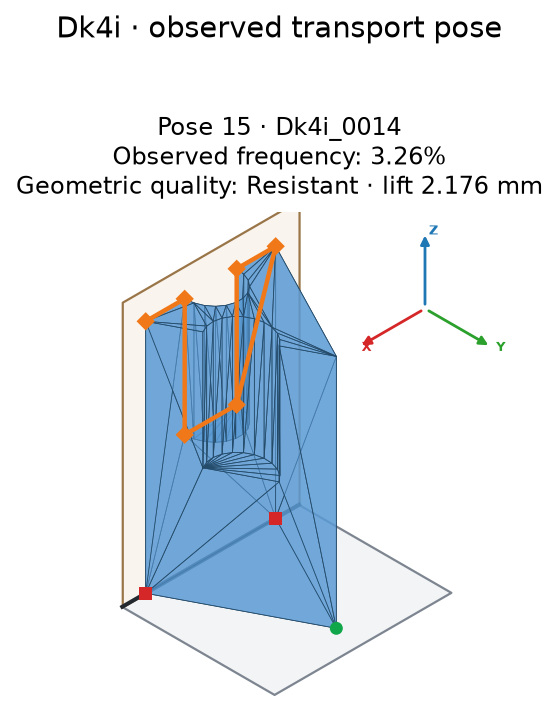 Dk4i · observed transport pose
Pose 15 · Dk4i_0014
Observed frequency: 3.26%
Geometric quality: Resistant · lift 2.176 mm
Z
X
Y